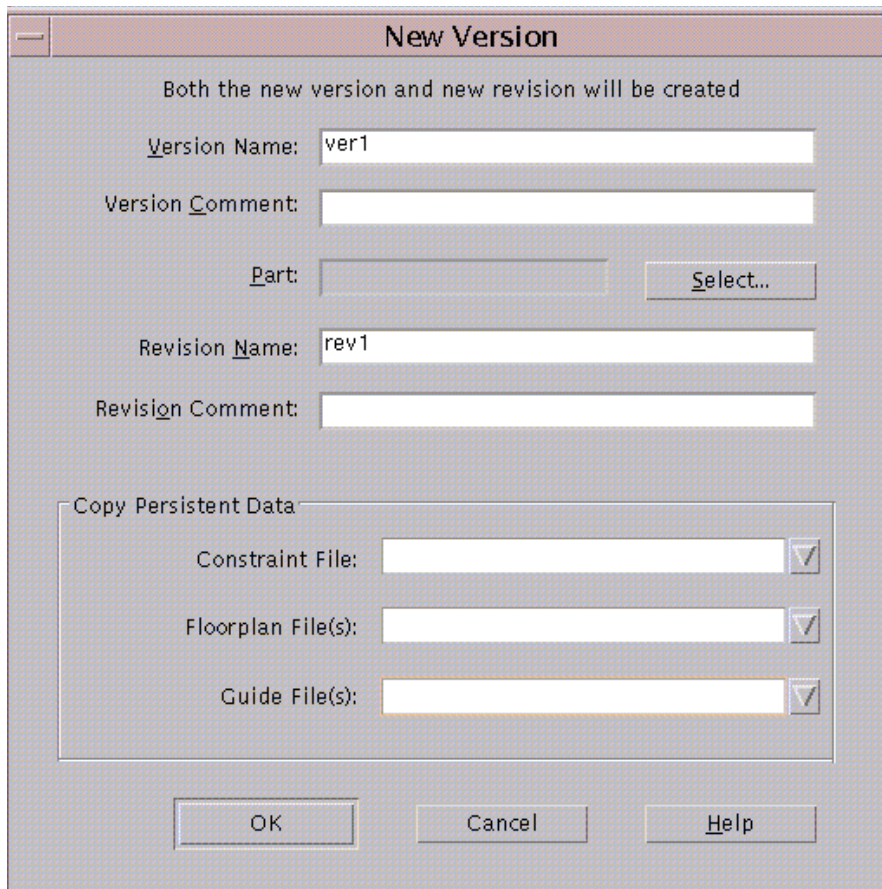 New Version
Both the new version and new revision will be created
Version Name: ver1
Version Comment:
Part: Select...
Revision Name: rev1
Revision Comment:
Copy Persistent Data
Constraint File:
Floorplan File(s):
Guide File(s):
OK Cancel Help